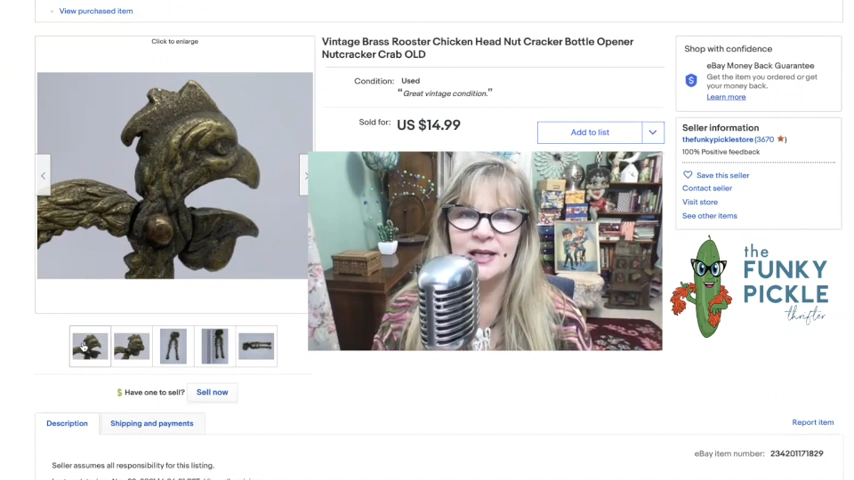 View purchased item
Click to enlarge
Vintage Brass Rooster Chicken Head Nut Cracker Bottle Opener
Nutcracker Crab OLD
Condition: Used
"Great vintage condition."
Sold for: US $14.99
Add to list
Shop with confidence
eBay Money Back Guarantee
Get the item you ordered or get
your money back.
Learn more
Seller information
thefunkypicklestore (3670 )
100% Positive feedback
Save this seller
Contact seller
Visit store
See other items
the
FUNKY
PICKLE
thrifter
$ Have one to sell? Sell now
Description Shipping and payments Report item
eBay item number: 234201171829
Seller assumes all responsibility for this listing.